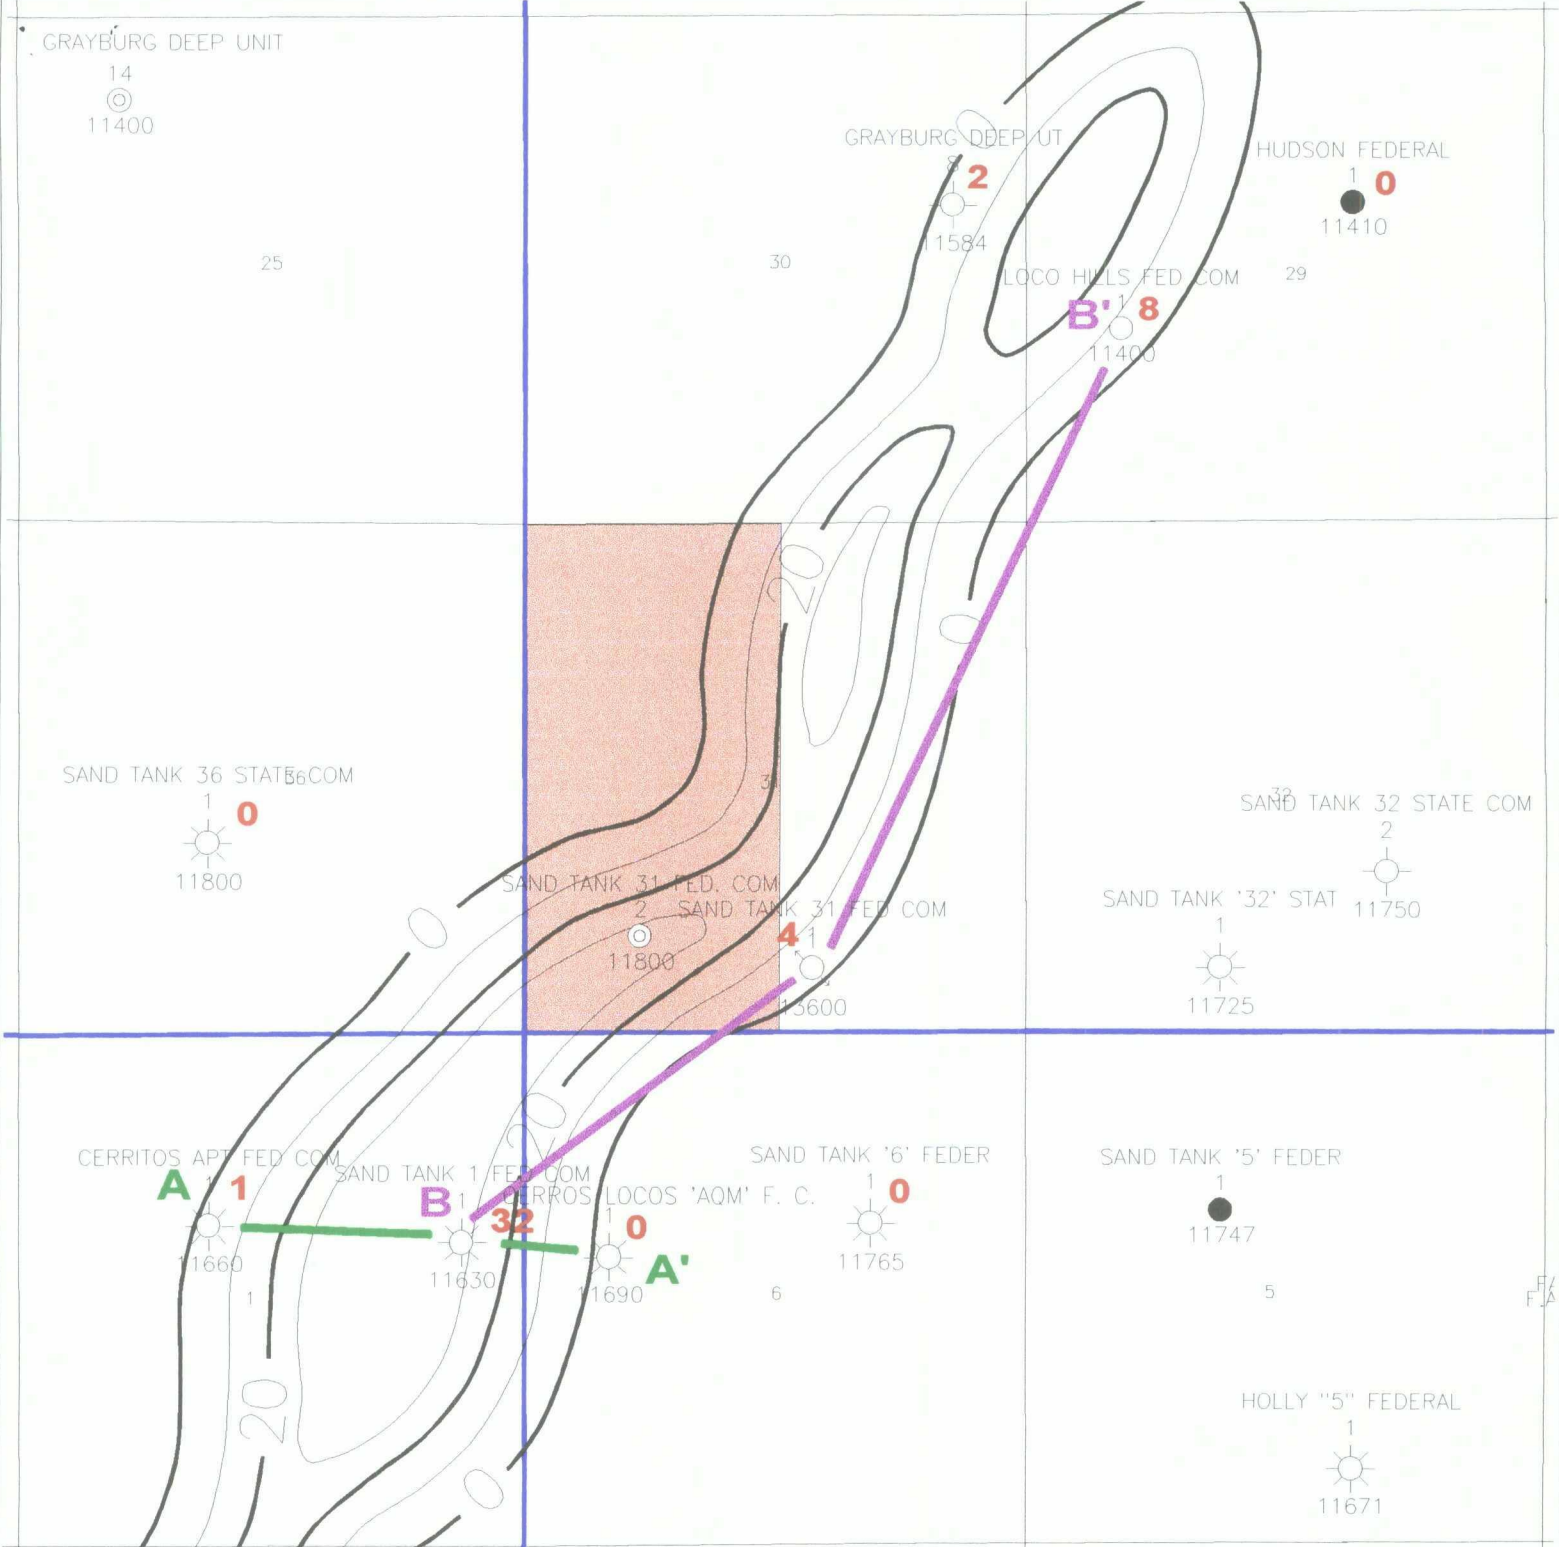 GRAYBURG DEEP UNIT
14
11400
GRAYBURG DEEP UT
8
2
11584
HUDSON FEDERAL
1
0
11410
0
25
30
LOCO HILLS FED COM
29
B'
1
8
11400
20
0
SAND TANK 36 STATE COM
36
1
0
11800
31
SAND TANK 32 STATE COM
32
2
11750
SAND TANK 31 FED. COM
2
11800
SAND TANK 31 FED COM
4
1
13600
SAND TANK '32' STAT
1
11725
0
20
CERRITOS APT FED COM
A
1
1
11660
SAND TANK 1 FED COM
B
1
32
11630
CERROS LOCOS 'AQM' F. C.
1
0
A'
11690
SAND TANK '6' FEDER
1
0
11765
SAND TANK '5' FEDER
1
11747
1
6
5
20
0
HOLLY "5" FEDERAL
1
11671